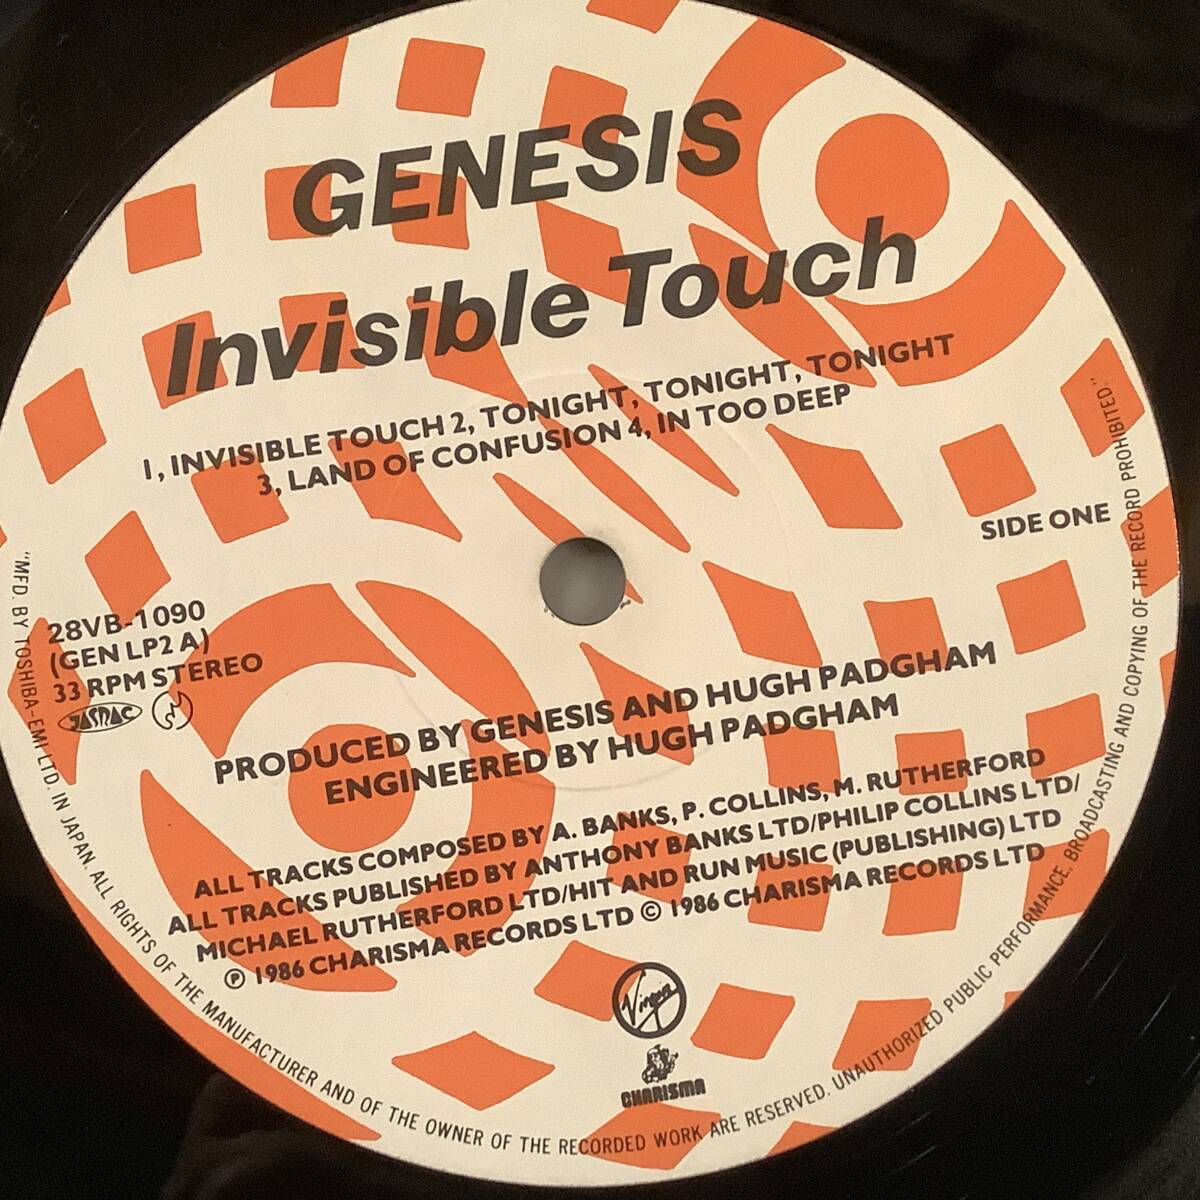 GENESIS
Invisible Touch
1, INVISIBLE TOUCH 2, TONIGHT, TONIGHT, TONIGHT
3, LAND OF CONFUSION 4, IN TOO DEEP
SIDE ONE
28VB-1090
(GEN LP2 A)
33 RPM STEREO
JASRAC
PRODUCED BY GENESIS AND HUGH PADGHAM
ENGINEERED BY HUGH PADGHAM
ALL TRACKS COMPOSED BY A. BANKS, P. COLLINS, M. RUTHERFORD
ALL TRACKS PUBLISHED BY ANTHONY BANKS LTD/PHILIP COLLINS LTD/
MICHAEL RUTHERFORD LTD/HIT AND RUN MUSIC (PUBLISHING) LTD
℗ 1986 CHARISMA RECORDS LTD © 1986 CHARISMA RECORDS LTD
Virgin
CHARISMA
"MFD. BY TOSHIBA-EMI LTD. IN JAPAN. ALL RIGHTS OF THE MANUFACTURER AND OF THE OWNER OF THE RECORDED WORK ARE RESERVED. UNAUTHORIZED PUBLIC PERFORMANCE, BROADCASTING AND COPYING OF THE RECORD PROHIBITED."